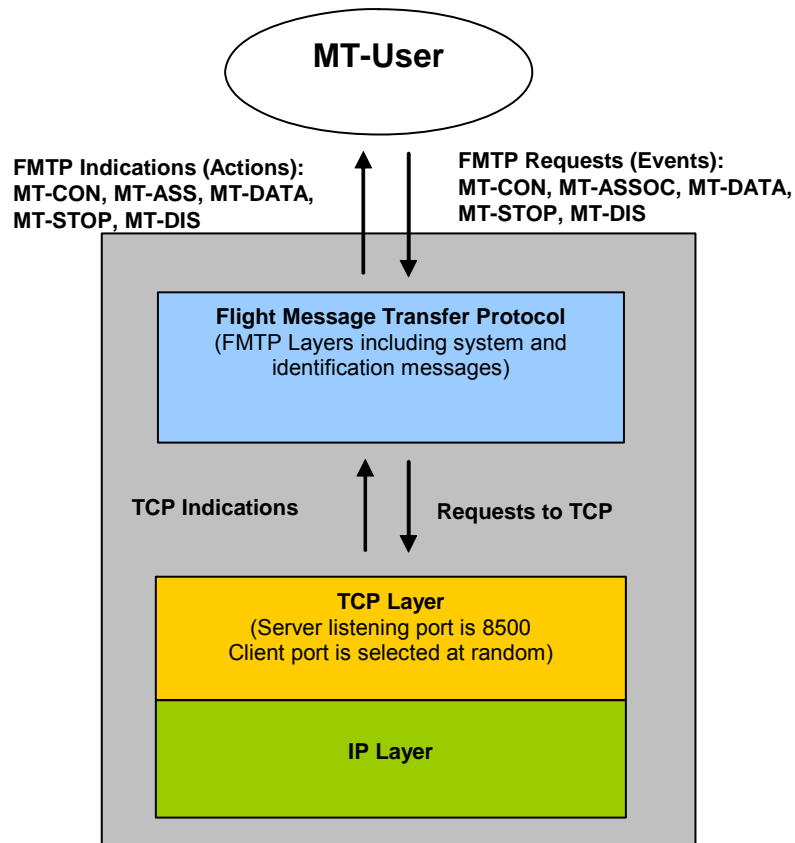 MT-User
FMTP Indications (Actions):
MT-CON, MT-ASS, MT-DATA,
MT-STOP, MT-DIS
FMTP Requests (Events):
MT-CON, MT-ASSOC, MT-DATA,
MT-STOP, MT-DIS
Flight Message Transfer Protocol
(FMTP Layers including system and
identification messages)
TCP Indications
Requests to TCP
TCP Layer
(Server listening port is 8500
Client port is selected at random)
IP Layer